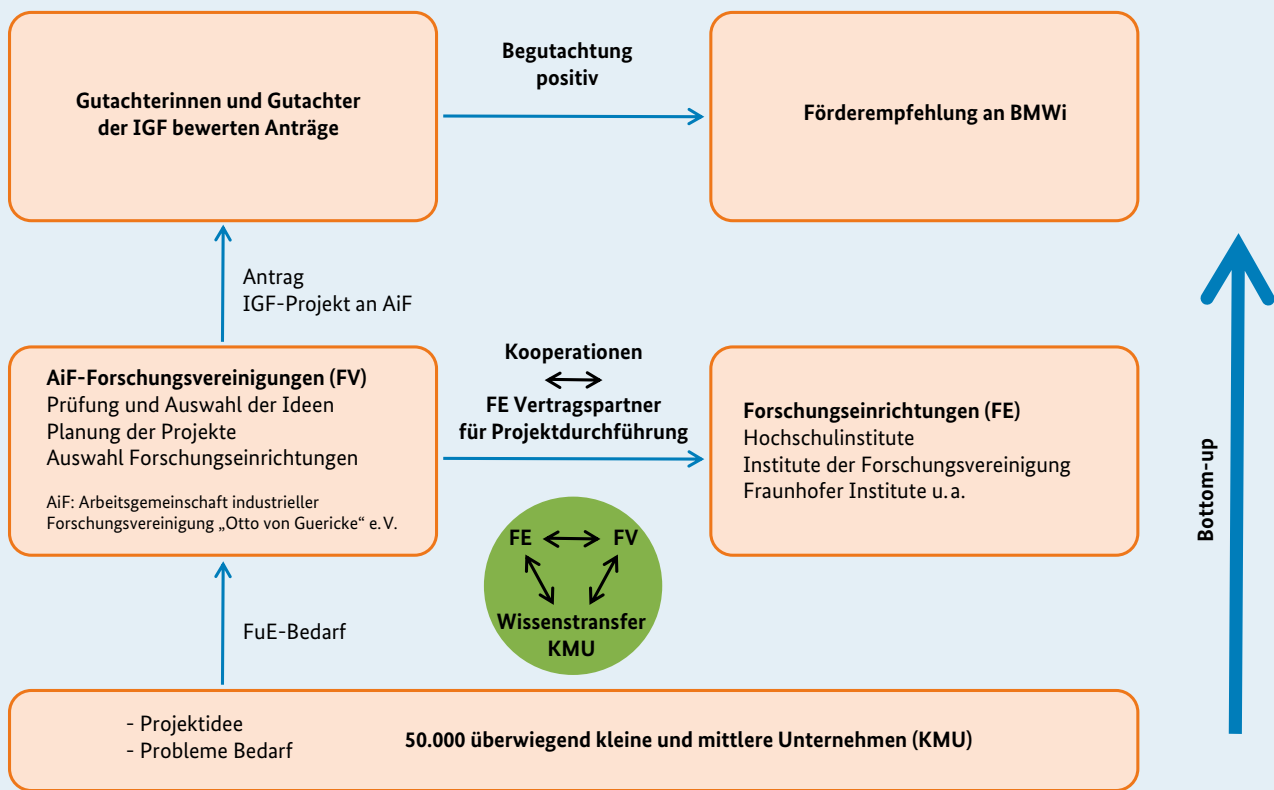 Gutachterinnen und Gutachter
der IGF bewerten Anträge
Begutachtung
positiv
Förderempfehlung an BMWi
Antrag
IGF-Projekt an AiF
AiF-Forschungsvereinigungen (FV)
Prüfung und Auswahl der Ideen
Planung der Projekte
Auswahl Forschungseinrichtungen
AiF: Arbeitsgemeinschaft industrieller
Forschungsvereinigung „Otto von Guericke“ e. V.
Kooperationen
FE Vertragspartner
für Projektdurchführung
Forschungseinrichtungen (FE)
Hochschulinstitute
Institute der Forschungsvereinigung
Fraunhofer Institute u. a.
Bottom-up
FE FV
Wissenstransfer
KMU
FuE-Bedarf
- Projektidee
- Probleme Bedarf
50.000 überwiegend kleine und mittlere Unternehmen (KMU)